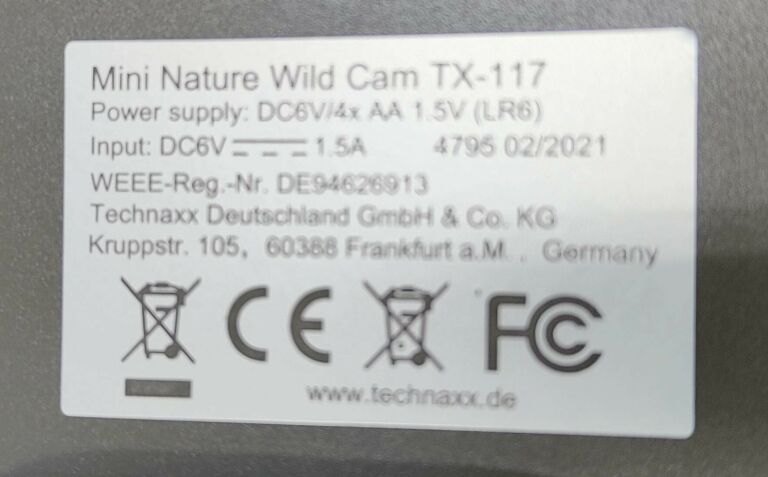 Mini Nature Wild Cam TX-117
Power supply: DC6V/4x AA 1.5V (LR6)
Input: DC6V⎓1.5A 4795 02/2021
WEEE-Reg.-Nr. DE94626913
Technaxx Deutschland GmbH & Co. KG
Kruppstr. 105, 60388 Frankfurt a.M. , Germany
CE FC
www.technaxx.de